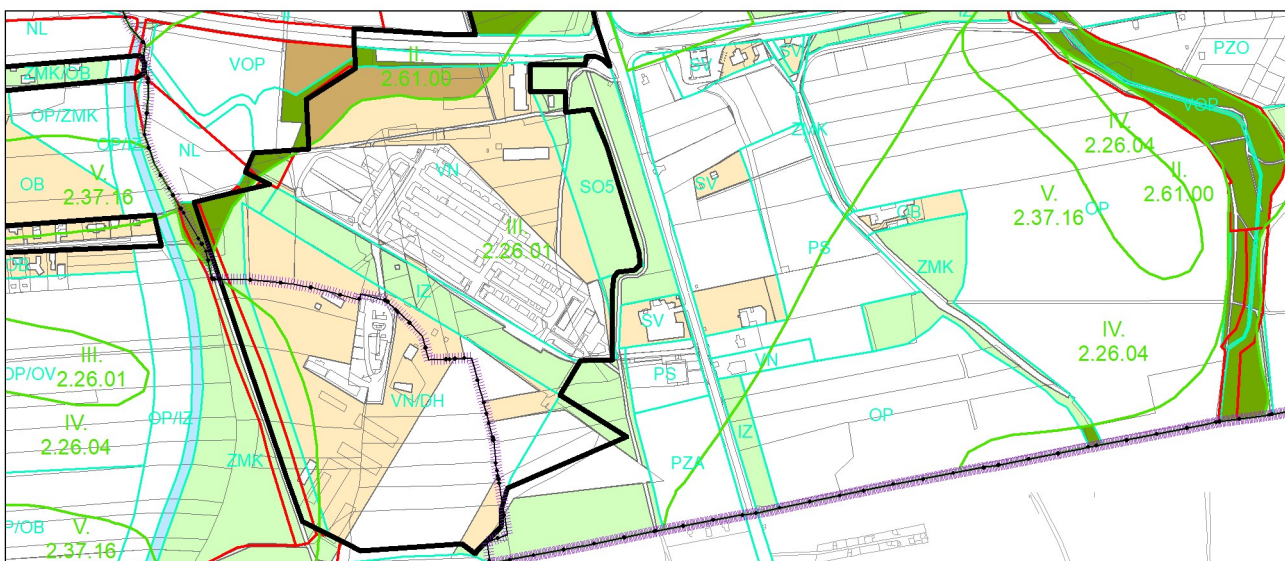 NL
IZ
PZO
SV
SV
II.
2.61.00
VOP
ZMK/OB
VOP
OP/ZMK
IV.
2.26.04
ZMK
OP/IZ
NL
V.
2.37.16
OB
VN
SO5
SV
II.
2.61.00
V.
2.37.16
OP
OB
III.
2.26.01
PS
OB
IZ
ZMK
SV
IV.
2.26.04
VN
PS
III.
2.26.01
OP/OV
VN/DH
IV.
2.26.04
OP/IZ
OP
IZ
ZMK
PZA
V.
2.37.16
P/OB